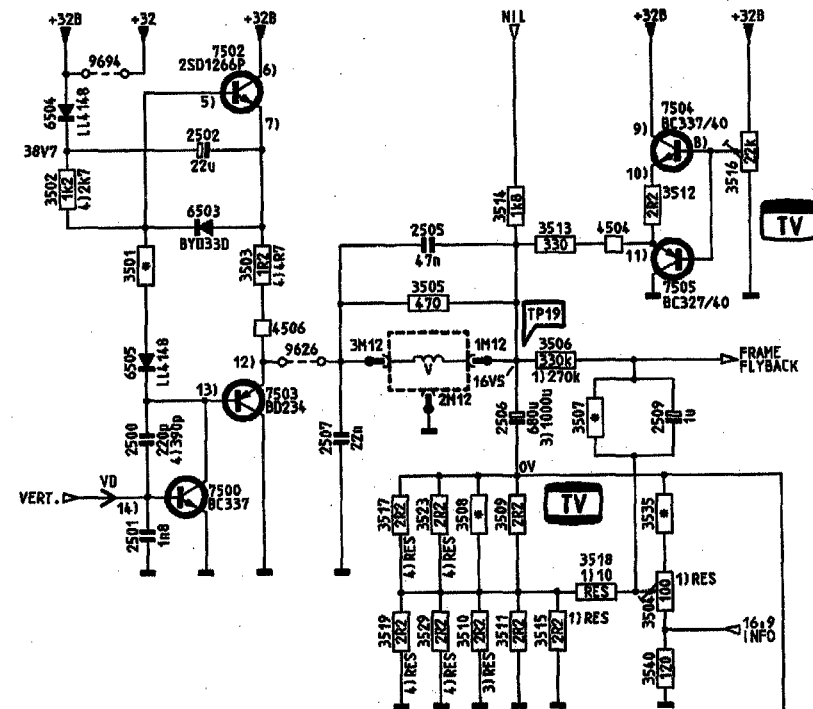 +32B
+32
+32B
NIL
+32B
+32B
9694
7502
2SD1266P
6)
5)
7)
6504
LL4148
38V7
2502
22u
3502
1k2
4)2k7
6503
BYD33D
3501
*
3503
1R2
4)4R7
4506
6505
LL4148
12)
9626
13)
7503
BD234
2500
220p
4)390p
VERT.
VD
14)
7500
BC337
2501
1n8
7504
BC337/40
9)
8)
10)
3516
22k
3512
2R2
TV
3514
1k8
3513
330
4504
11)
7505
BC327/40
2505
47n
3505
470
TP19
3M12
1M12
V
2M12
16V5
3506
330k
1)270k
FRAME
FLYBACK
2507
22n
2506
680u
3)1000u
3507
*
2509
1u
0V
TV
3517
2R2
4)RES
3523
2R2
4)RES
3508
*
3509
2R2
3535
*
3518
1)10
RES
3504
100
1)RES
3519
2R2
4)RES
3529
2R2
4)RES
3510
2R2
3)RES
3511
2R2
3515
2R2
1)RES
16:9
INFO
3540
120